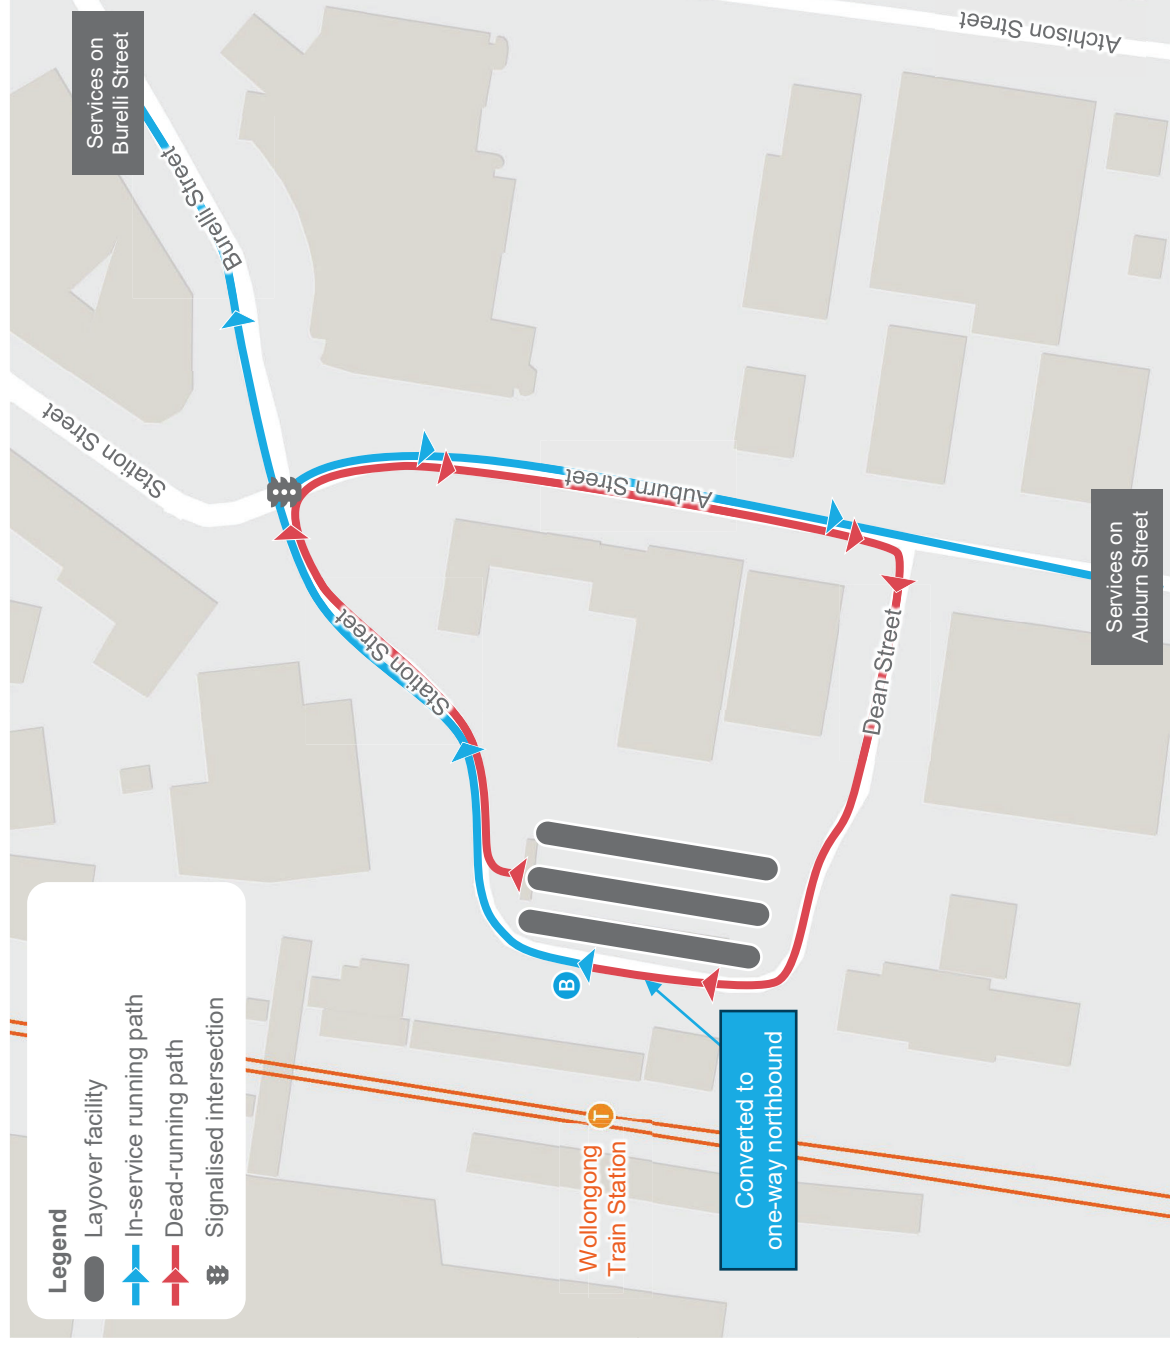 Legend
Layover facility
In-service running path
Dead-running path
Signalised intersection
Wollongong
Train Station
T
B
Converted to
one-way northbound
Station Street
Station Street
Burelli Street
Services on
Burelli Street
Auburn Street
Dean Street
Services on
Auburn Street
Atchison Street